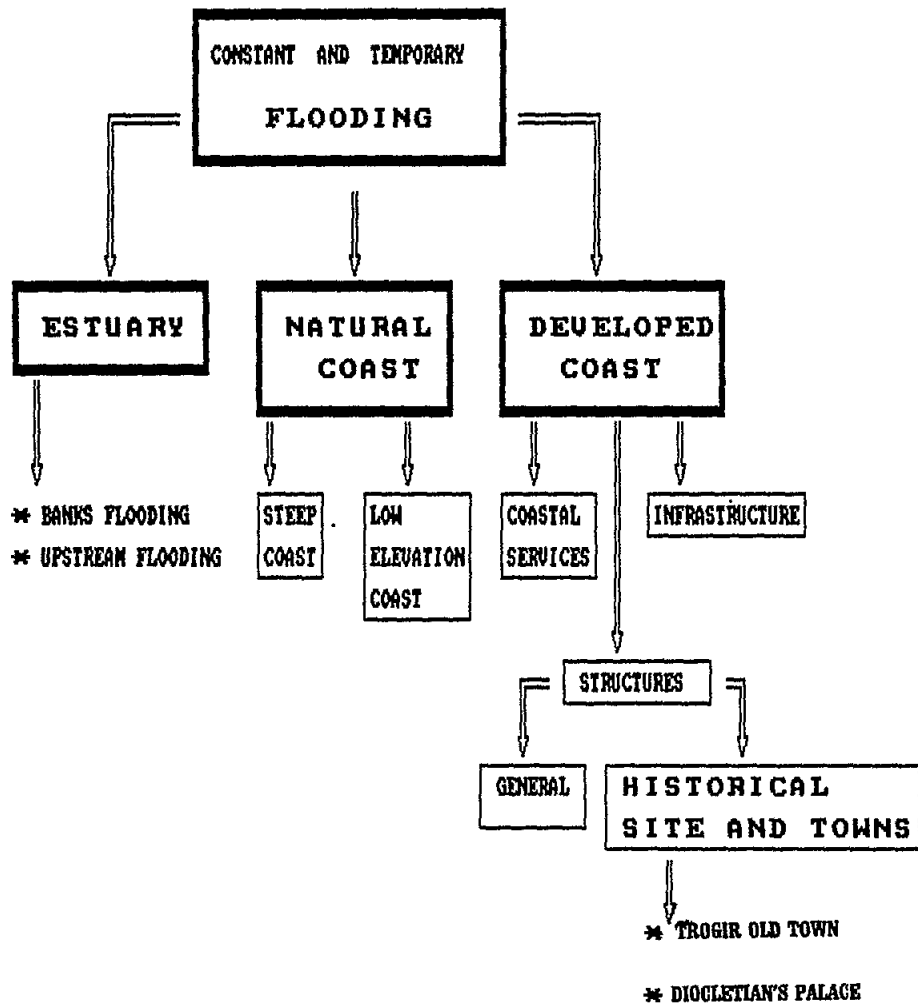 CONSTANT AND TEMPORARY
FLOODING
ESTUARY
NATURAL
COAST
DEVELOPED
COAST
* BANKS FLOODING
* UPSTREAM FLOODING
STEEP
COAST
LOW
ELEVATION
COAST
COASTAL
SERVICES
INFRASTRUCTURE
STRUCTURES
GENERAL
HISTORICAL
SITE AND TOWNS
* TROGIR OLD TOWN
* DIOCLETIAN'S PALACE